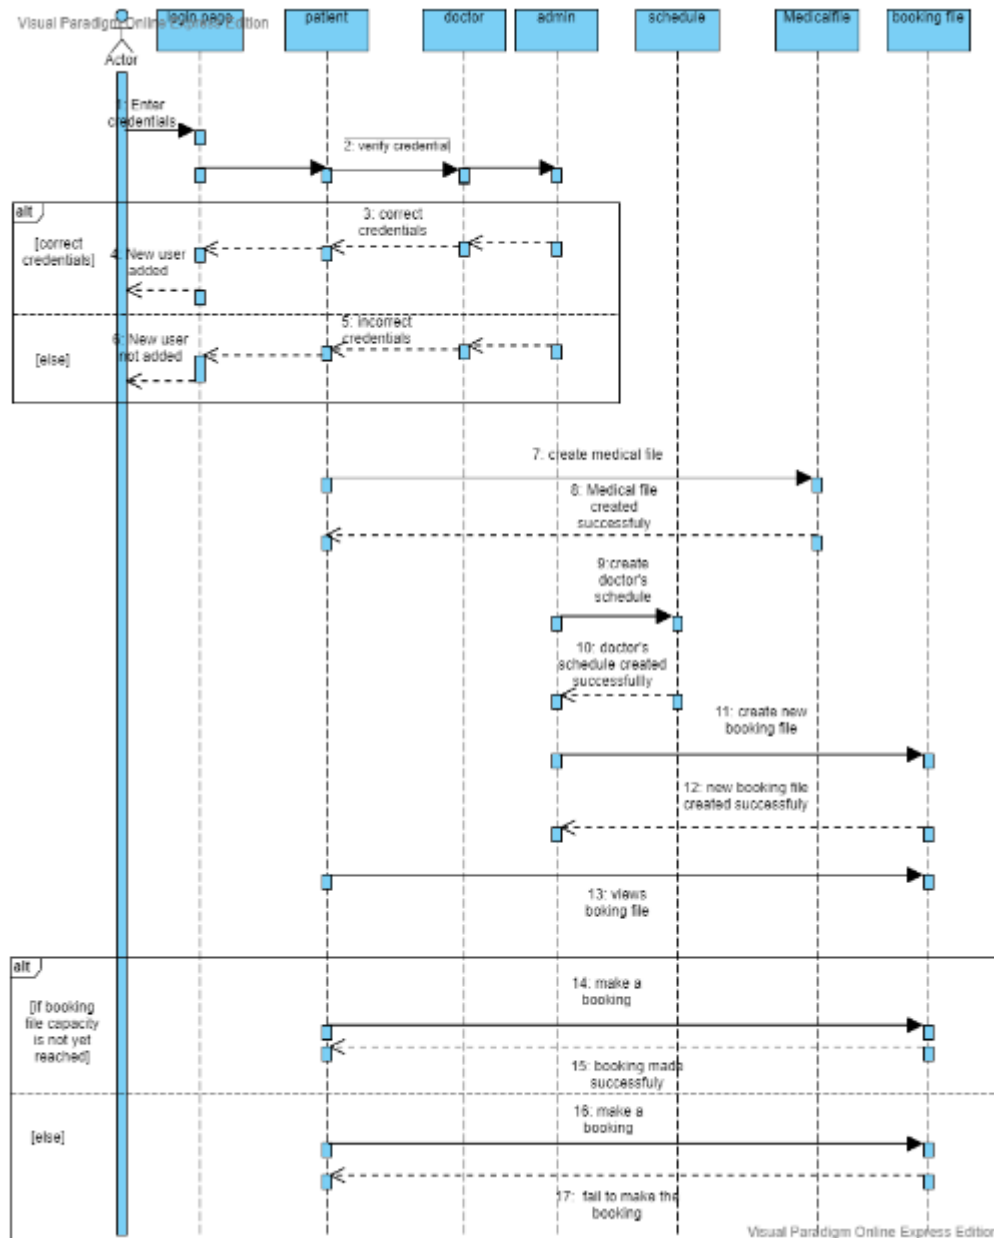 Visual Paradigm Online Express Edition
login page
patient
doctor
admin
schedule
Medicalfile
booking file
Actor
1: Enter
credentials
2: verify credential
alt
[correct
credentials]
3: correct
credentials
4: New user
added
[else]
5: incorrect
credentials
6: New user
not added
7: create medical file
8: Medical file
created
successfuly
9:create
doctor's
schedule
10: doctor's
schedule created
successfullly
11: create new
booking file
12: new booking file
created successfuly
13: views
boking file
alt
[if booking
file capacity
is not yet
reached]
14: make a
booking
15: booking made
successfuly
[else]
16: make a
booking
17: fail to make the
booking
Visual Paradigm Online Express Edition